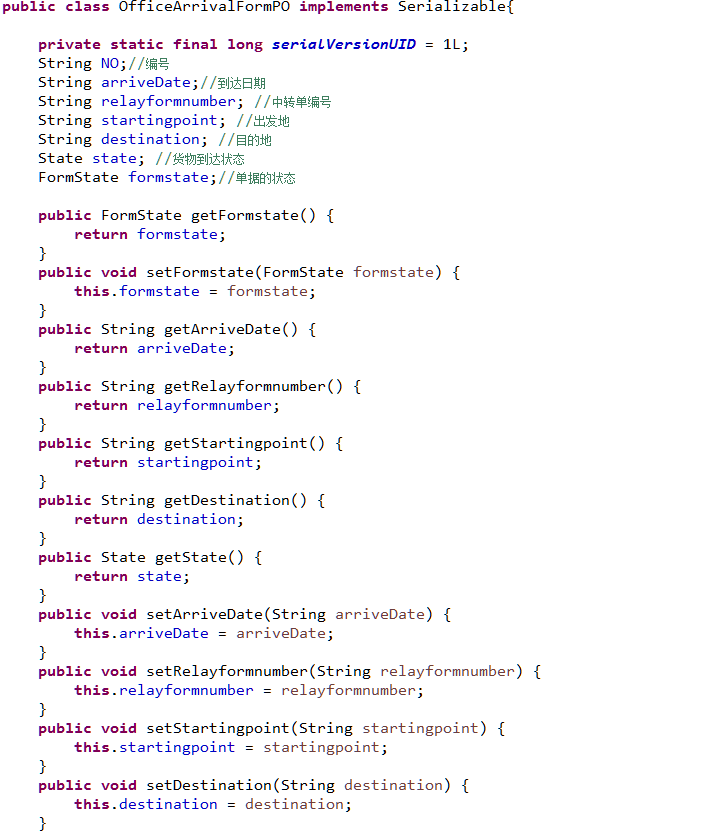 public class OfficeArrivalFormPO implements Serializable{

    private static final long serialVersionUID = 1L;
    String NO;//编号
    String arriveDate;//到达日期
    String relayformnumber; //中转单编号
    String startingpoint; //出发地
    String destination; //目的地
    State state; //货物到达状态
    FormState formstate;//单据的状态

    public FormState getFormstate() {
        return formstate;
    }
    public void setFormstate(FormState formstate) {
        this.formstate = formstate;
    }
    public String getArriveDate() {
        return arriveDate;
    }
    public String getRelayformnumber() {
        return relayformnumber;
    }
    public String getStartingpoint() {
        return startingpoint;
    }
    public String getDestination() {
        return destination;
    }
    public State getState() {
        return state;
    }
    public void setArriveDate(String arriveDate) {
        this.arriveDate = arriveDate;
    }
    public void setRelayformnumber(String relayformnumber) {
        this.relayformnumber = relayformnumber;
    }
    public void setStartingpoint(String startingpoint) {
        this.startingpoint = startingpoint;
    }
    public void setDestination(String destination) {
        this.destination = destination;
    }